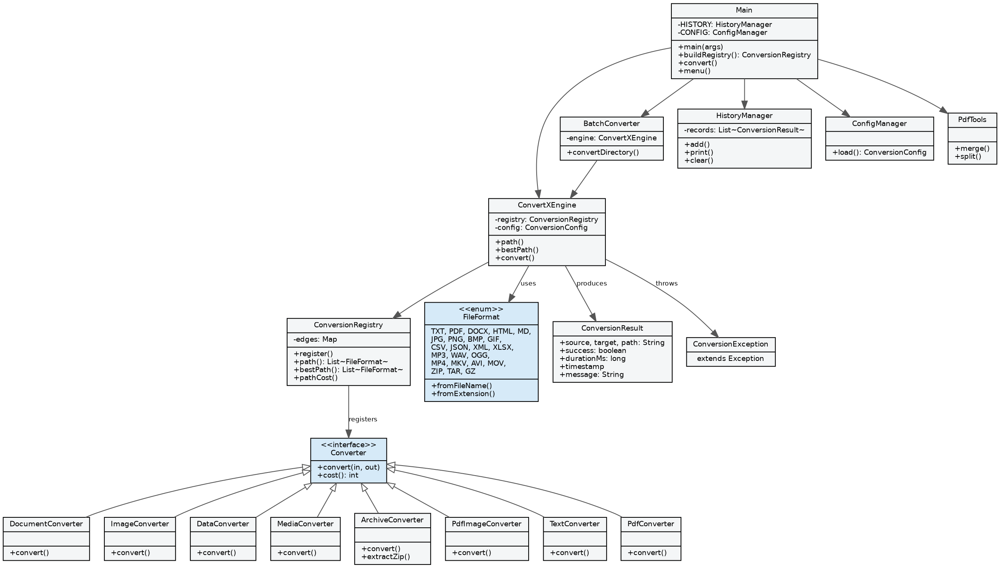 Main
-HISTORY: HistoryManager
-CONFIG: ConfigManager
+main(args)
+buildRegistry(): ConversionRegistry
+convert()
+menu()
BatchConverter
-engine: ConvertXEngine
+convertDirectory()
HistoryManager
-records: List~ConversionResult~
+add()
+print()
+clear()
ConfigManager
+load(): ConversionConfig
PdfTools
+merge()
+split()
ConvertXEngine
-registry: ConversionRegistry
-config: ConversionConfig
+path()
+bestPath()
+convert()
uses
produces
throws
ConversionRegistry
-edges: Map
+register()
+path(): List~FileFormat~
+bestPath(): List~FileFormat~
+pathCost()
<<enum>>
FileFormat
TXT, PDF, DOCX, HTML, MD,
JPG, PNG, BMP, GIF,
CSV, JSON, XML, XLSX,
MP3, WAV, OGG,
MP4, MKV, AVI, MOV,
ZIP, TAR, GZ
+fromFileName()
+fromExtension()
ConversionResult
+source, target, path: String
+success: boolean
+durationMs: long
+timestamp
+message: String
ConversionException
extends Exception
registers
<<interface>>
Converter
+convert(in, out)
+cost(): int
DocumentConverter
+convert()
ImageConverter
+convert()
DataConverter
+convert()
MediaConverter
+convert()
ArchiveConverter
+convert()
+extractZip()
PdfImageConverter
+convert()
TextConverter
+convert()
PdfConverter
+convert()